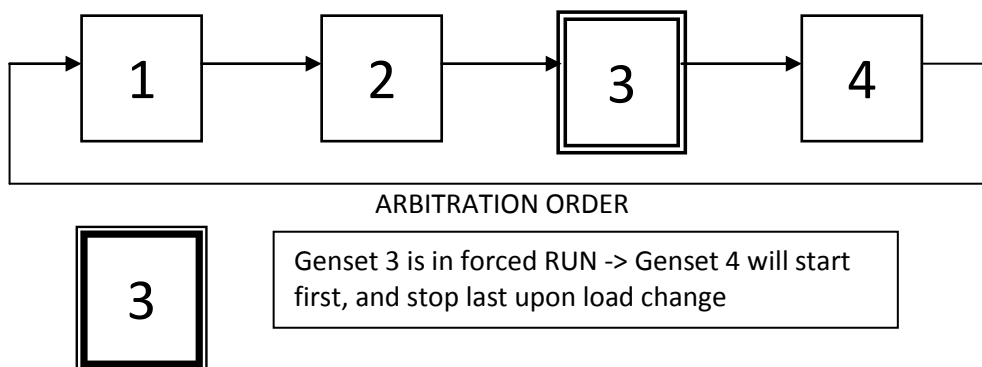 1 2 3 4
ARBITRATION ORDER
3
Genset 3 is in forced RUN -> Genset 4 will start
first, and stop last upon load change